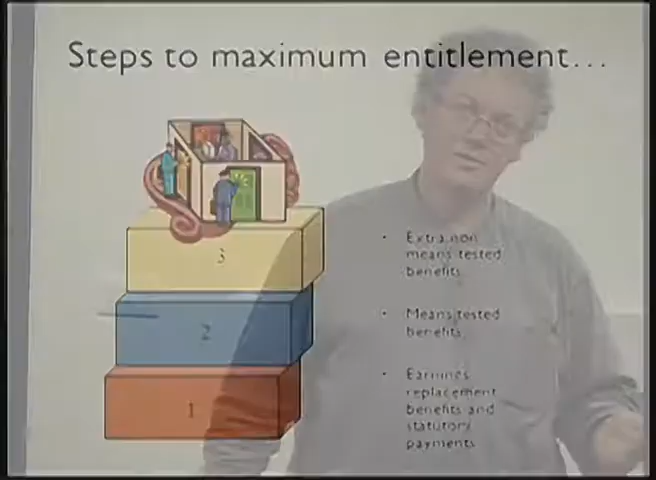 Steps to maximum entitlement...
3
• Extra non
means tested
benefits.
2
• Means tested
benefits.
1
• Earnings
replacement
benefits and
statutory
payments